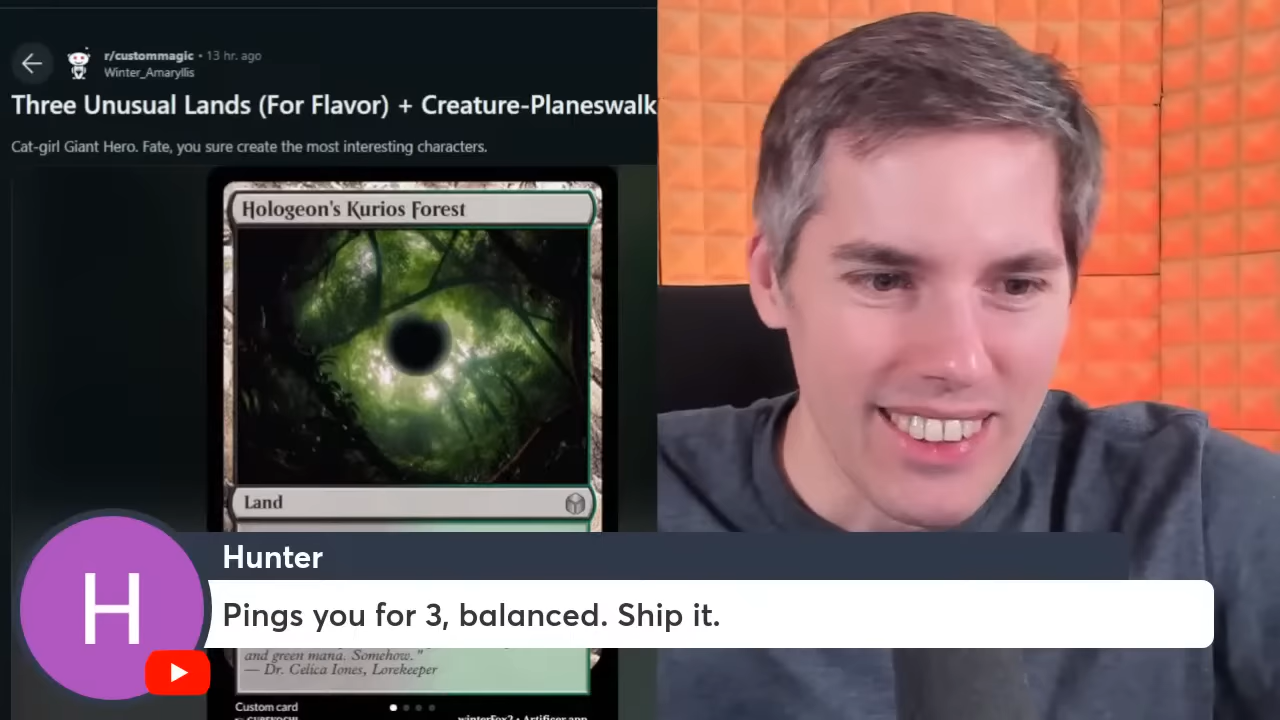 r/custommagic • 13 hr. ago
Winter_Amaryllis
Three Unusual Lands (For Flavor) + Creature-Planeswalk
Cat-girl Giant Hero. Fate, you sure create the most interesting characters.
Hologeon's Kurios Forest
Land
H
Hunter
Pings you for 3, balanced. Ship it.
and green mana. Somehow."
— Dr. Celica Iones, Lorekeeper
Custom card